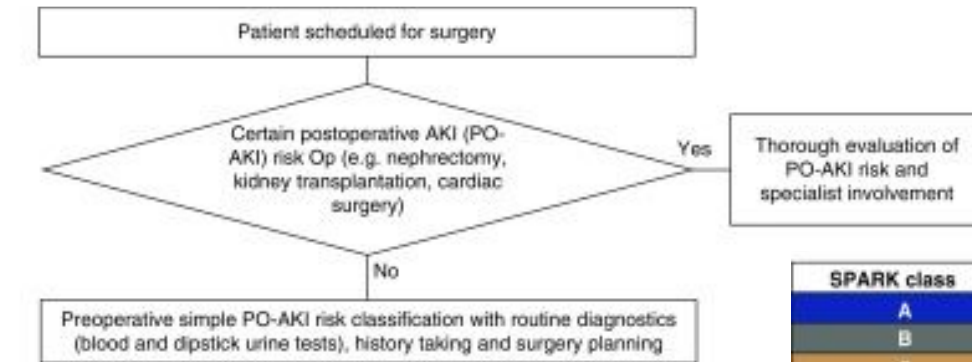 Patient scheduled for surgery
Certain postoperative AKI (PO-
AKI) risk Op (e.g. nephrectomy,
kidney transplantation, cardiac
surgery)
Yes
Thorough evaluation of
PO-AKI risk and
specialist involvement
No
Preoperative simple PO-AKI risk classification with routine diagnostics
(blood and dipstick urine tests), history taking and surgery planning
SPARK class
A
B